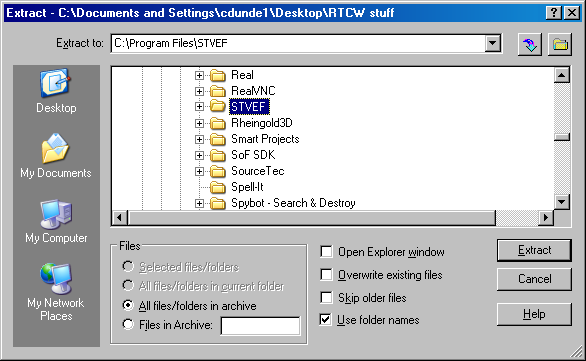 Extract - C:\Documents and Settings\cdunde1\Desktop\RTCW stuff
Extract to: C:\Program Files\STVEF
Desktop
My Documents
My Computer
My Network
Places
Real
RealVNC
STVEF
Rheingold3D
Smart Projects
SoF SDK
SourceTec
Spell-It
Spybot - Search & Destroy
Files
Selected files/folders
All files/folders in current folder
All files/folders in archive
Files in Archive:
Open Explorer window
Overwrite existing files
Skip older files
Use folder names
Extract
Cancel
Help